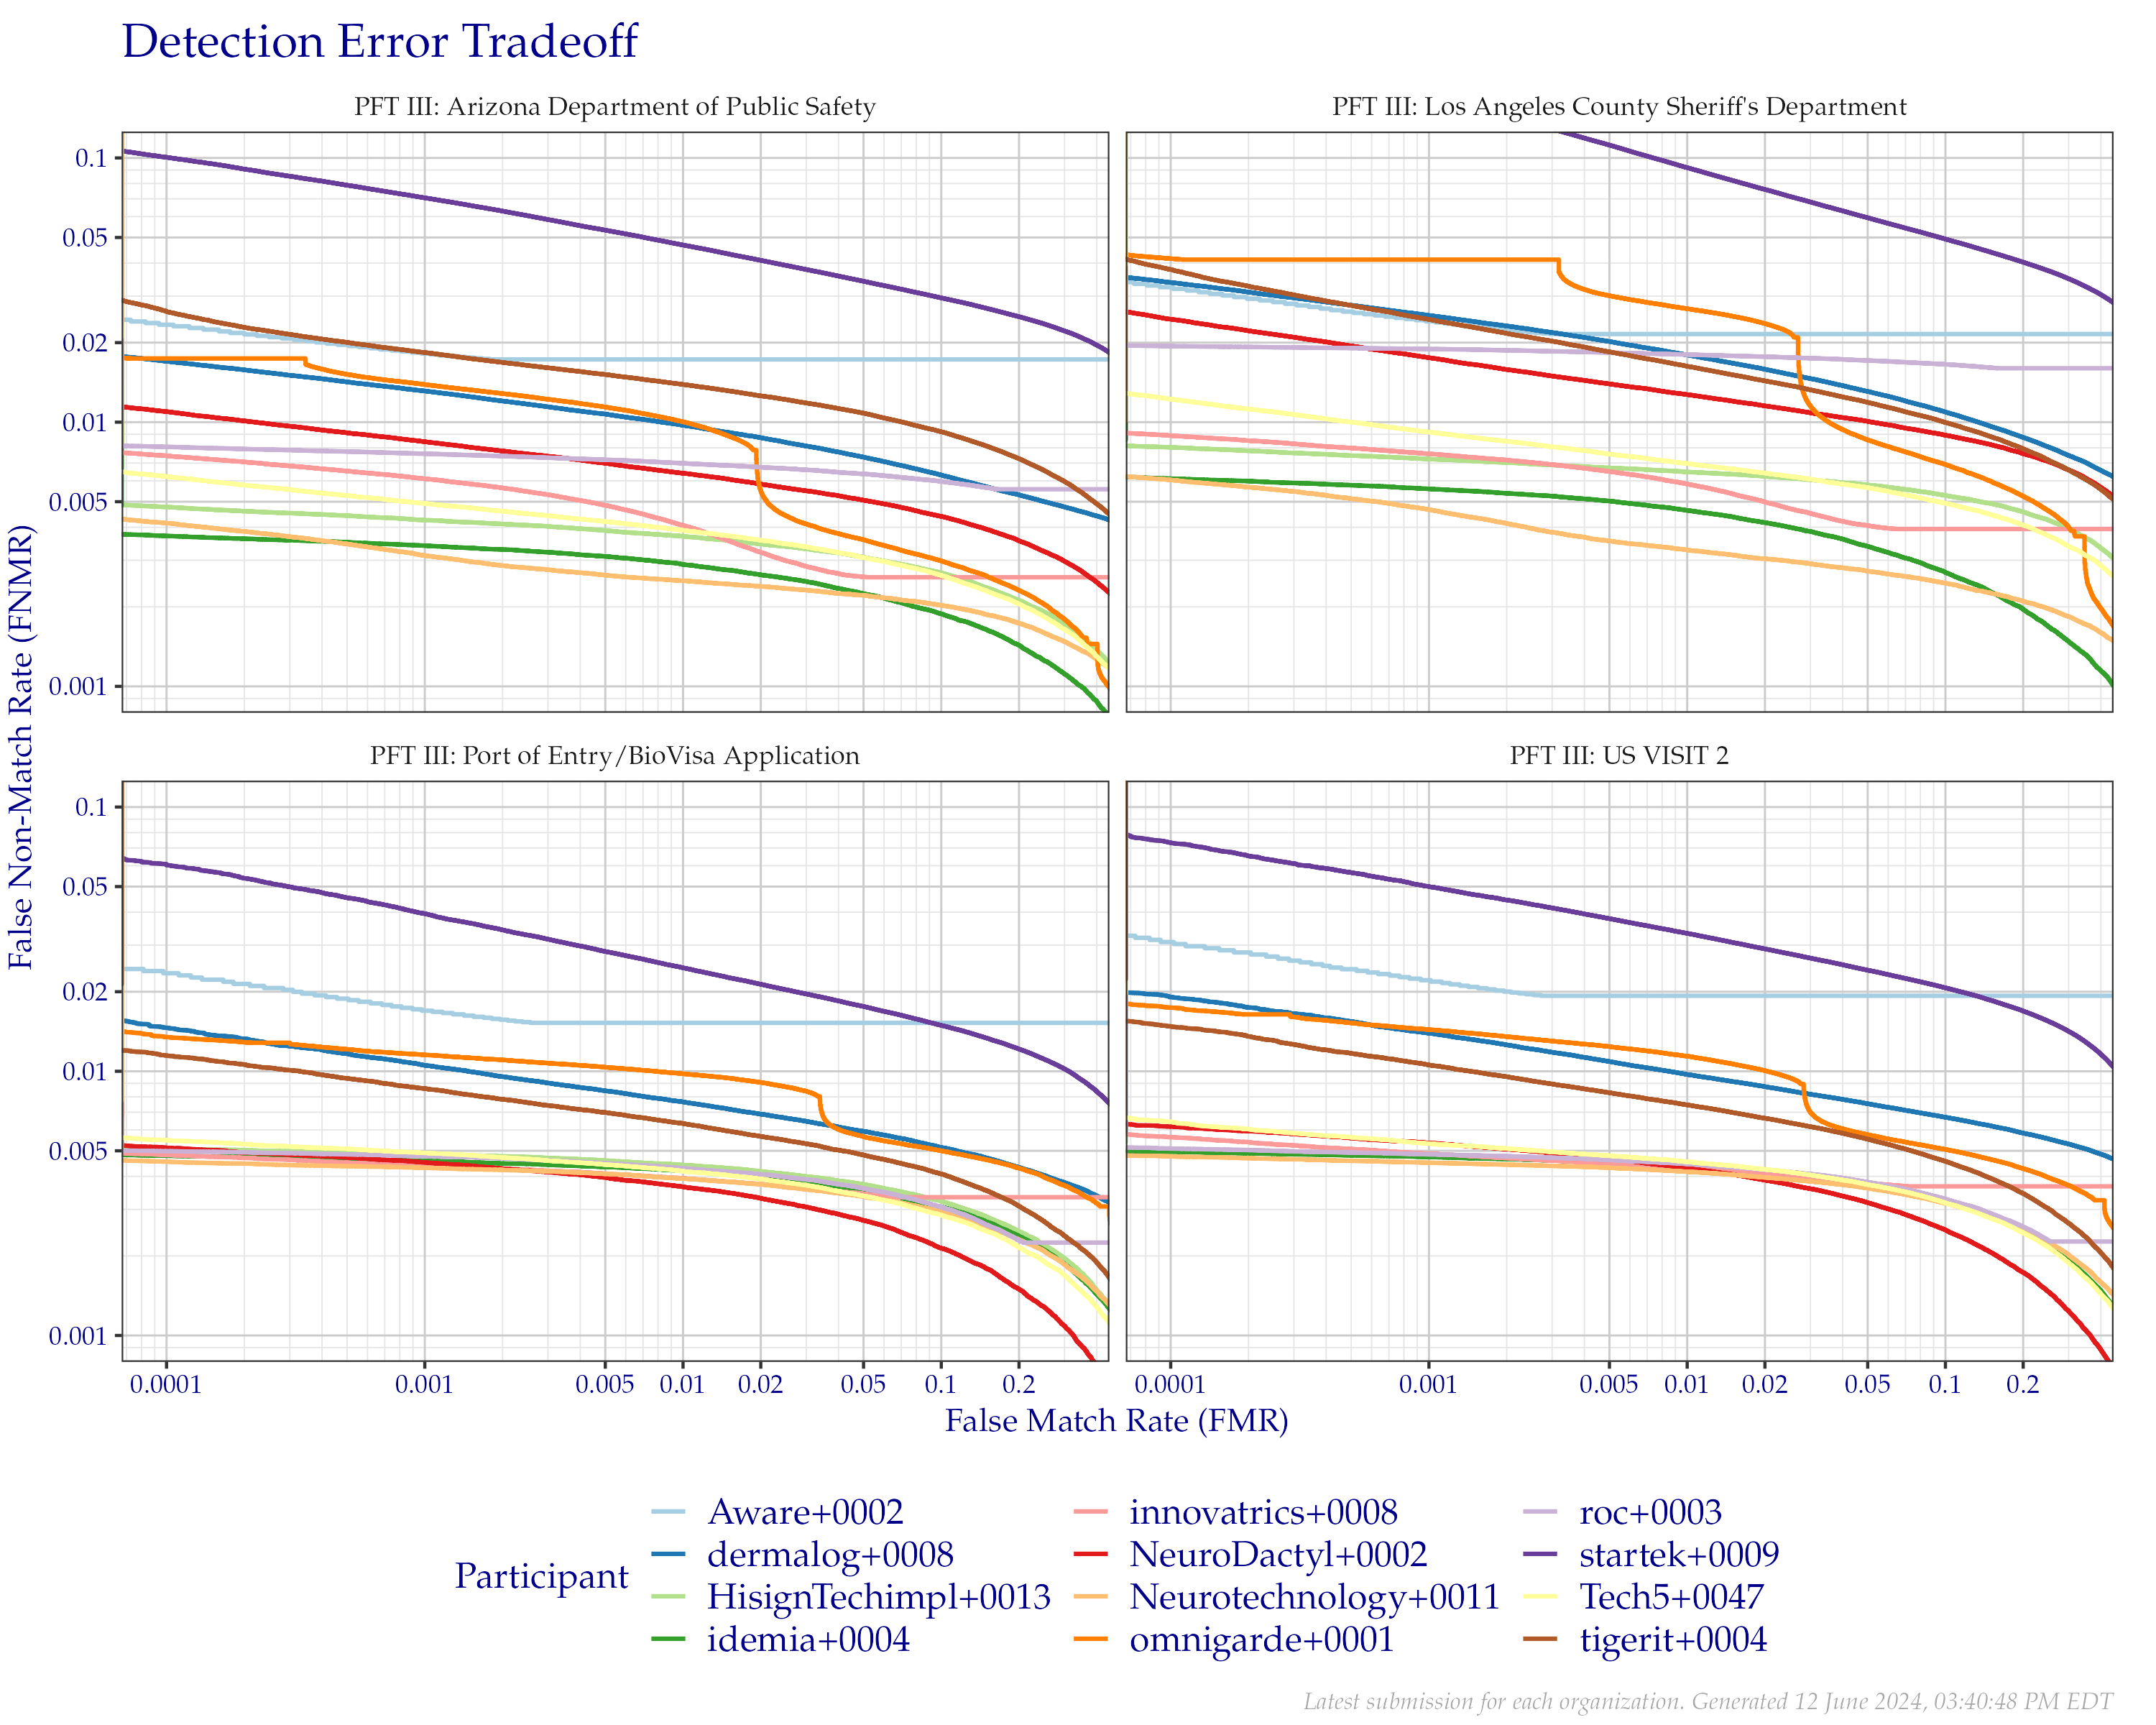 Detection Error Tradeoff
PFT III: Arizona Department of Public Safety
PFT III: Los Angeles County Sheriff's Department
0.1
0.05
0.02
0.01
0.005
0.001
PFT III: Port of Entry/BioVisa Application
PFT III: US VISIT 2
0.1
0.05
0.02
0.01
0.005
0.001
False Non-Match Rate (FNMR)
0.0001 0.001 0.005 0.01 0.02 0.05 0.1 0.2
0.0001 0.001 0.005 0.01 0.02 0.05 0.1 0.2
False Match Rate (FMR)
Participant
Aware+0002
dermalog+0008
HisignTechimpl+0013
idemia+0004
innovatrics+0008
NeuroDactyl+0002
Neurotechnology+0011
omnigarde+0001
roc+0003
startek+0009
Tech5+0047
tigerit+0004
Latest submission for each organization. Generated 12 June 2024, 03:40:48 PM EDT